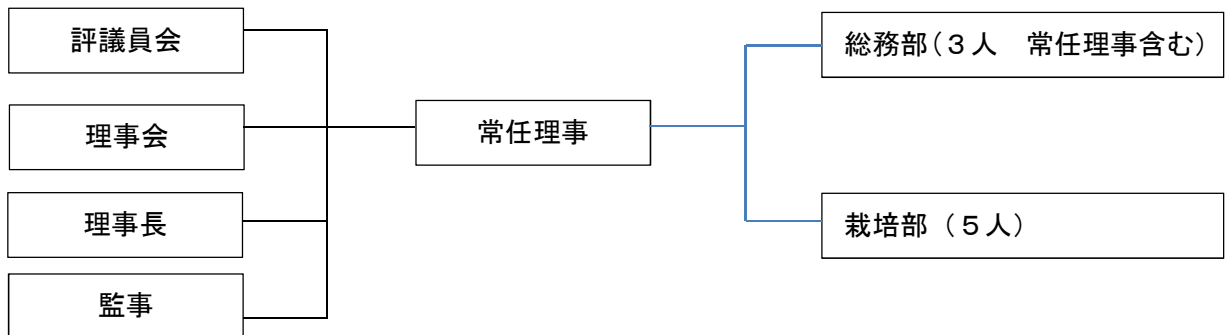 評議員会
理事会
理事長
監事
常任理事
総務部（３人　常任理事含む）
栽培部（５人）